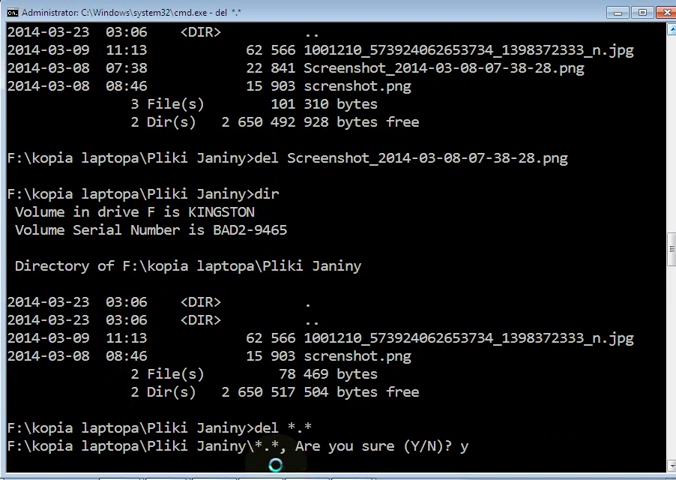 Administrator: C:\Windows\system32\cmd.exe - del *.*
2014-03-23  03:06    <DIR>          ..
2014-03-09  11:13            62 566 1001210_573924062653734_1398372333_n.jpg
2014-03-08  07:38            22 841 Screenshot_2014-03-08-07-38-28.png
2014-03-08  08:46            15 903 screnshot.png
3 File(s)        101 310 bytes
2 Dir(s)   2 650 492 928 bytes free
F:\kopia laptopa\Pliki Janiny>del Screenshot_2014-03-08-07-38-28.png
F:\kopia laptopa\Pliki Janiny>dir
Volume in drive F is KINGSTON
Volume Serial Number is BAD2-9465
Directory of F:\kopia laptopa\Pliki Janiny
2014-03-23  03:06    <DIR>          .
2014-03-23  03:06    <DIR>          ..
2014-03-09  11:13            62 566 1001210_573924062653734_1398372333_n.jpg
2014-03-08  08:46            15 903 screnshot.png
2 File(s)         78 469 bytes
2 Dir(s)   2 650 517 504 bytes free
F:\kopia laptopa\Pliki Janiny>del *.*
F:\kopia laptopa\Pliki Janiny\*.*, Are you sure (Y/N)? y